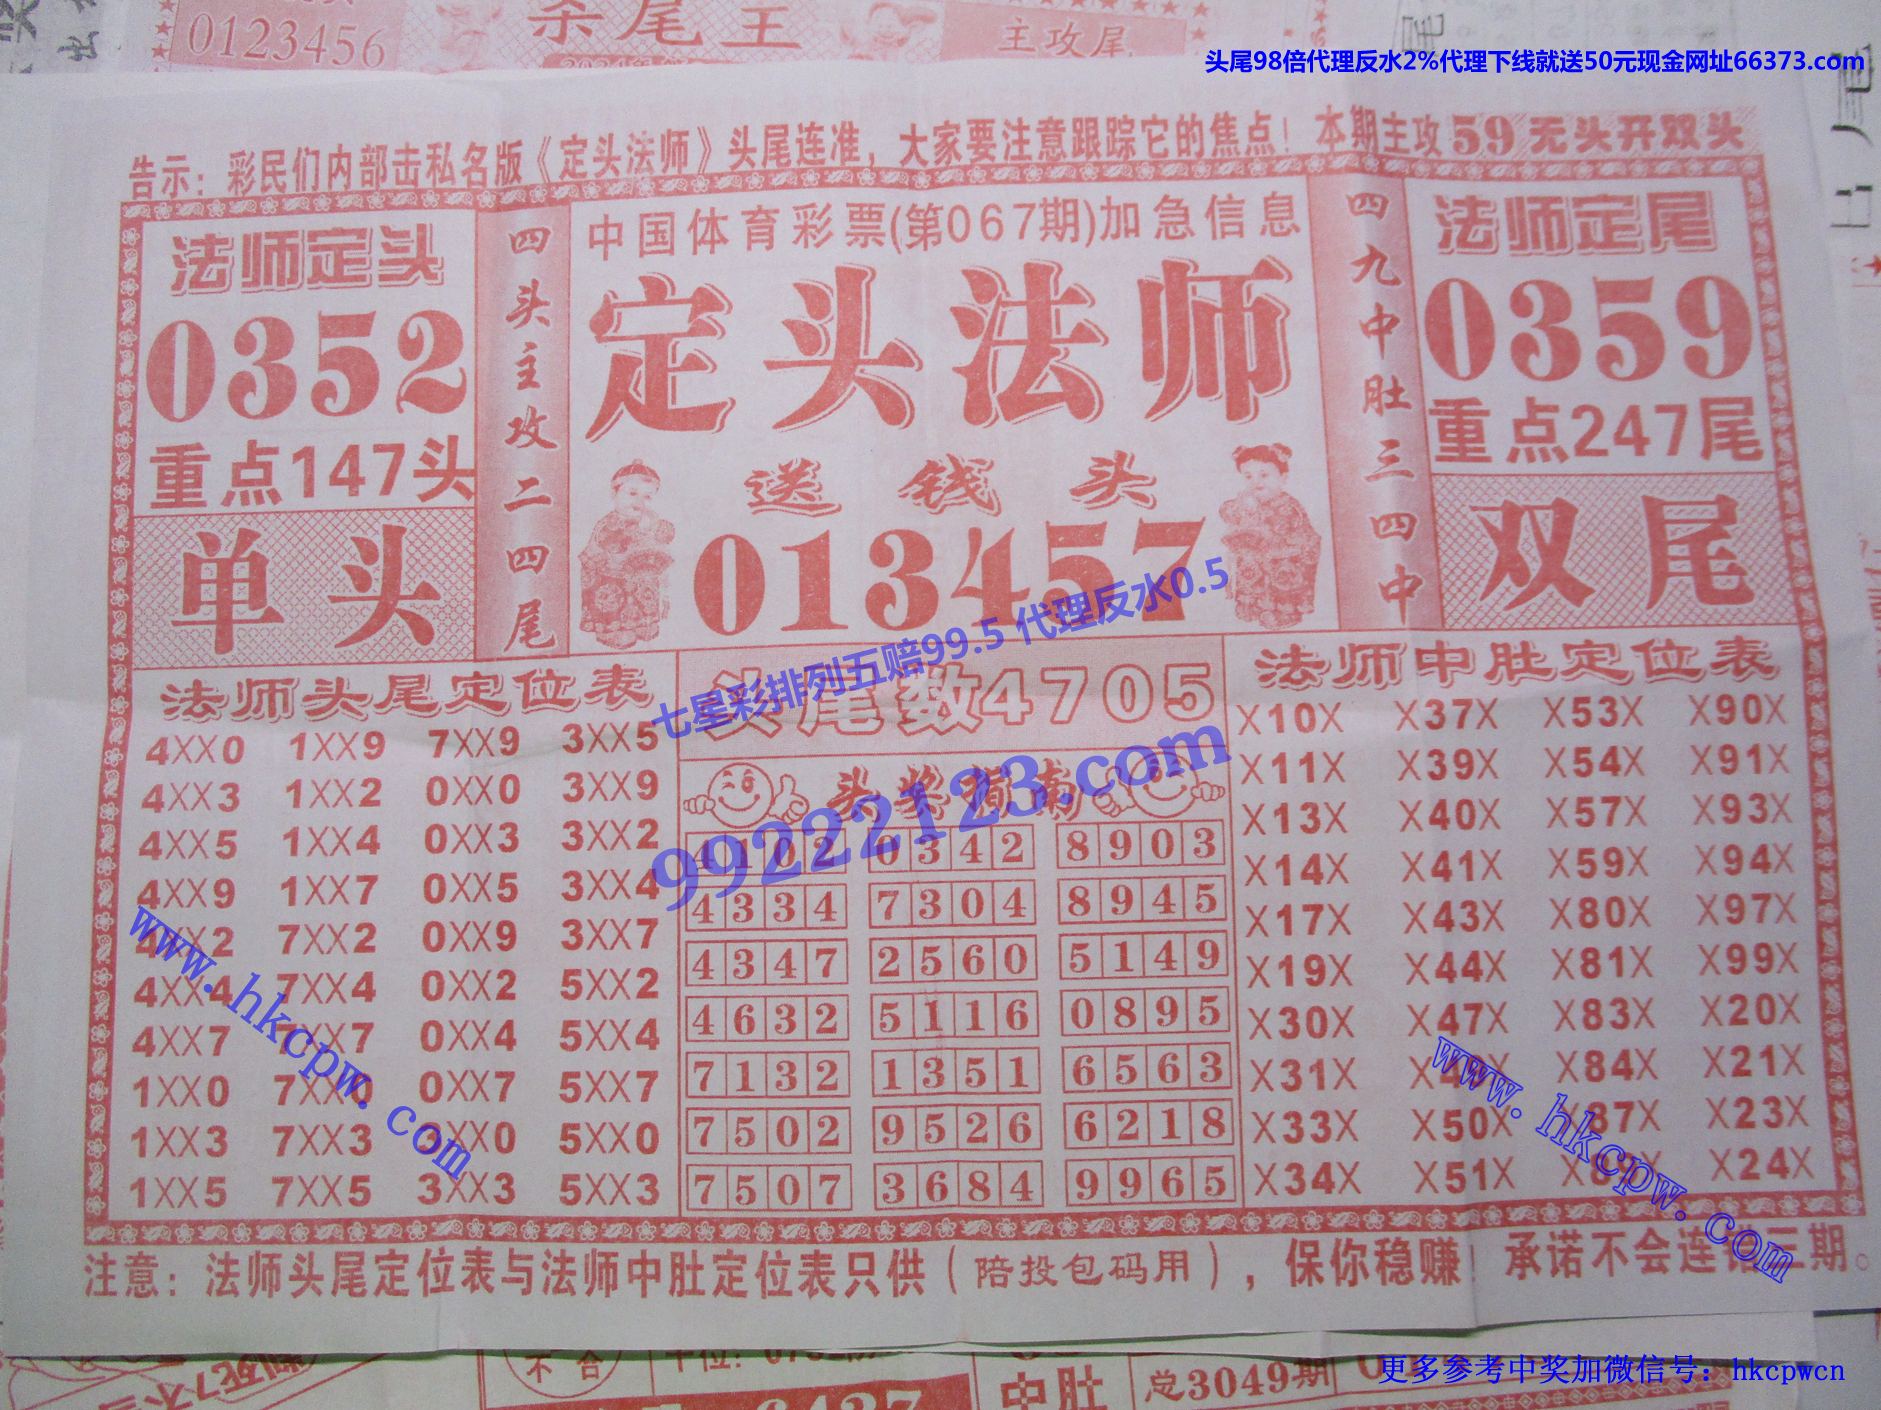 0123456
杀尾王
主攻尾
头尾98倍代理反水2%代理下线就送50元现金网址66373.com
告示：彩民们内部击私名版《定头法师》头尾连准，大家要注意跟踪它的焦点！本期主攻59无头开双头
法师定头
0352
重点147头
单头
四头主攻二四尾
中国体育彩票(第067期)加急信息
定头法师
送钱头
013457
四九中肚三四中
法师定尾
0359
重点247尾
双尾
七星彩排列五赔99.5 代理反水0.5
99222123.com
法师头尾定位表
4XX0 1XX9 7XX9 3XX5
4XX3 1XX2 0XX0 3XX9
4XX5 1XX4 0XX3 3XX2
4XX9 1XX7 0XX5 3XX4
4XX2 7XX2 0XX9 3XX7
4XX4 7XX4 0XX2 5XX2
4XX7 7XX7 0XX4 5XX4
1XX0 7XX0 0XX7 5XX7
1XX3 7XX3 3XX0 5XX0
1XX5 7XX5 3XX3 5XX3
头尾数4705
头奖指南
4102 0342 8903
4334 7304 8945
4347 2560 5149
4632 5116 0895
7132 1351 6563
7502 9526 6218
7507 3684 9965
法师中肚定位表
X10X X37X X53X X90X
X11X X39X X54X X91X
X13X X40X X57X X93X
X14X X41X X59X X94X
X17X X43X X80X X97X
X19X X44X X81X X99X
X30X X47X X83X X20X
X31X X84X X21X
X33X X50X X87X X23X
X34X X51X X24X
www.hkcpw.com
www.hkcpw.com
注意：法师头尾定位表与法师中肚定位表只供（陪投包码用），保你稳赚！承诺不会连错三期。
不合
中肚
总3049期
更多参考中奖加微信号：hkcpwcn